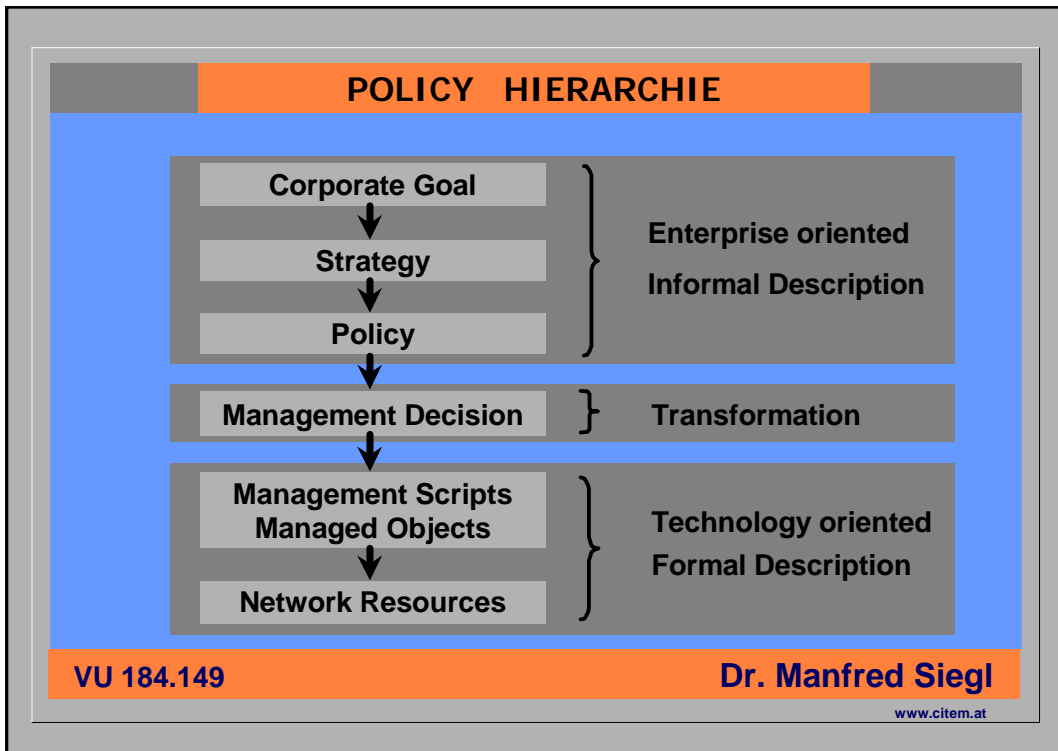 POLICY HIERARCHIE
Corporate Goal
Strategy
Policy
Enterprise oriented
Informal Description
Management Decision
Transformation
Management Scripts
Managed Objects
Network Resources
Technology oriented
Formal Description
VU 184.149
Dr. Manfred Siegl
www.citem.at